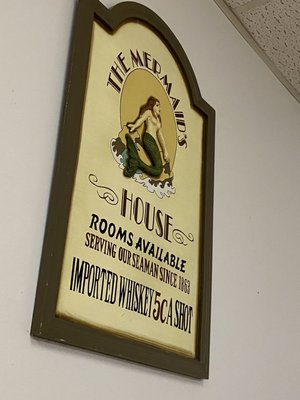 THE MERMAID'S
HOUSE
ROOMS AVAILABLE
SERVING OUR SEAMAN SINCE 1863
IMPORTED WHISKEY 5¢ A SHOT